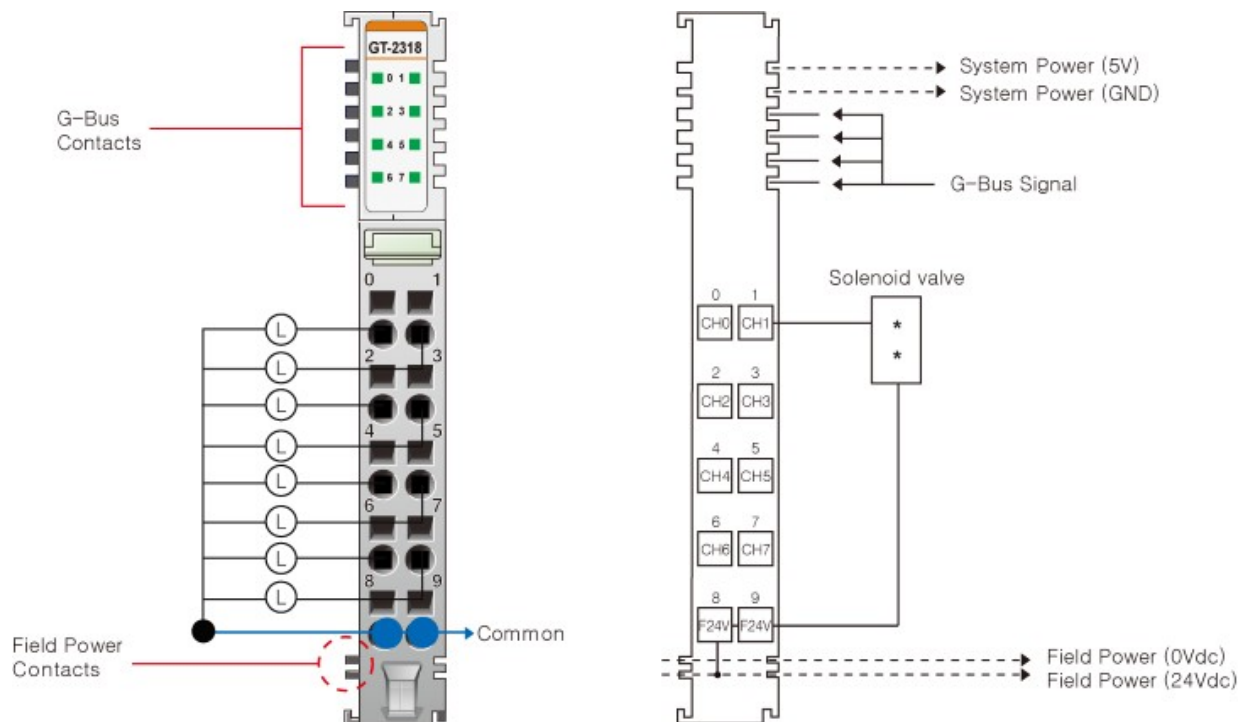 GT-2318
0 1
2 3
4 5
6 7
G-Bus
Contacts
0 1
L
L
2 3
L
L
4 5
L
L
6 7
L
L
8 9
Common
Field Power
Contacts
System Power (5V)
System Power (GND)
G-Bus Signal
Solenoid valve
* 
*
0 1
CH0 CH1
2 3
CH2 CH3
4 5
CH4 CH5
6 7
CH6 CH7
8 9
F24V F24V
Field Power (0Vdc)
Field Power (24Vdc)